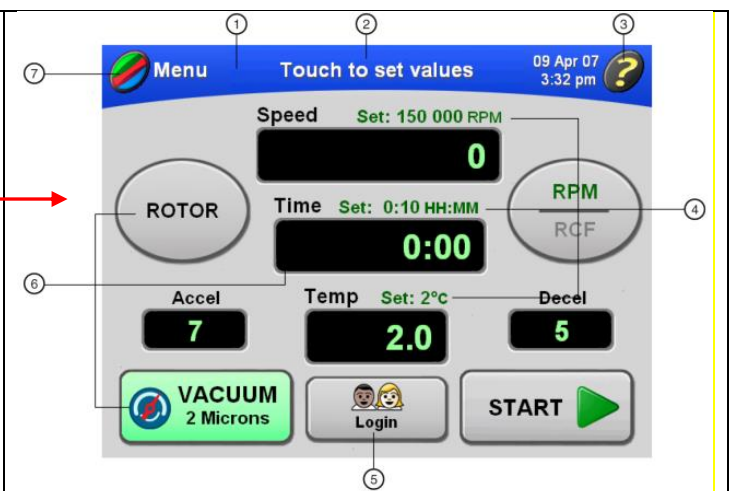 1 2 3
7 Menu Touch to set values 09 Apr 07
3:32 pm ?
Speed Set: 150 000 RPM
0
ROTOR Time Set: 0:10 HH:MM RPM 4
RCF
0:00
6
Accel Temp Set: 2°C Decel
7 2.0 5
VACUUM
2 Microns Login START
5